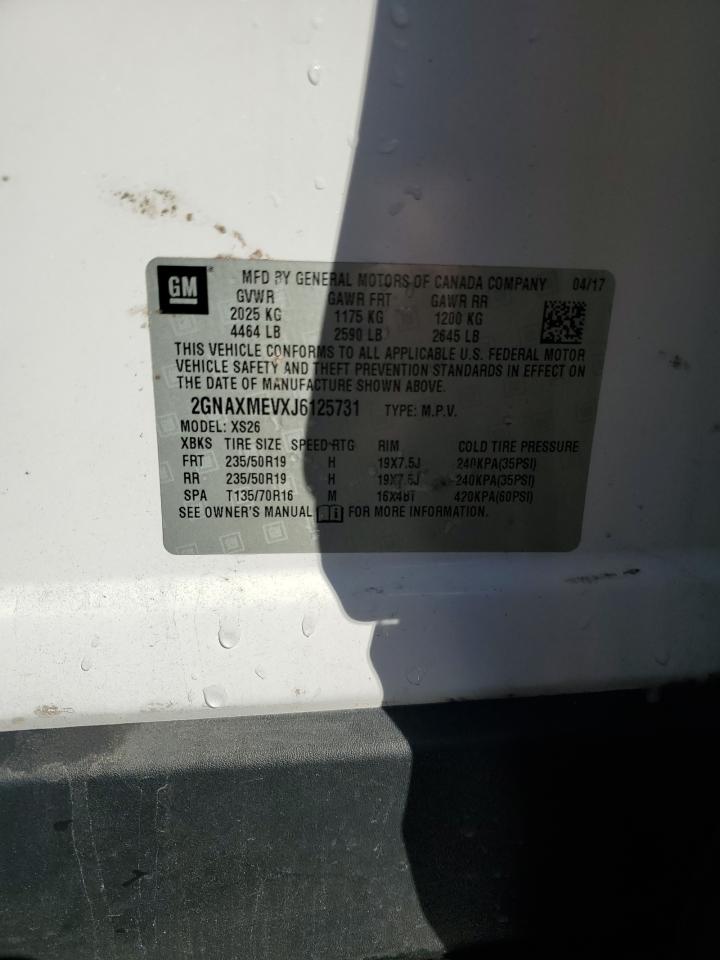 GM ® MFD BY GENERAL MOTORS OF CANADA COMPANY 04/17
GVWR GAWR FRT GAWR RR
2025 KG 1175 KG 1200 KG
4464 LB 2590 LB 2645 LB
THIS VEHICLE CONFORMS TO ALL APPLICABLE U.S. FEDERAL MOTOR
VEHICLE SAFETY AND THEFT PREVENTION STANDARDS IN EFFECT ON
THE DATE OF MANUFACTURE SHOWN ABOVE.
2GNAXMEVXJ6125731 TYPE: M.P.V.
MODEL: XS26
XBKS TIRE SIZE SPEED RTG RIM COLD TIRE PRESSURE
FRT 235/50R19 H 19X7.5J 240KPA(35PSI)
RR 235/50R19 H 19X7.5J 240KPA(35PSI)
SPA T135/70R16 M 16X4BT 420KPA(60PSI)
SEE OWNER'S MANUAL FOR MORE INFORMATION.